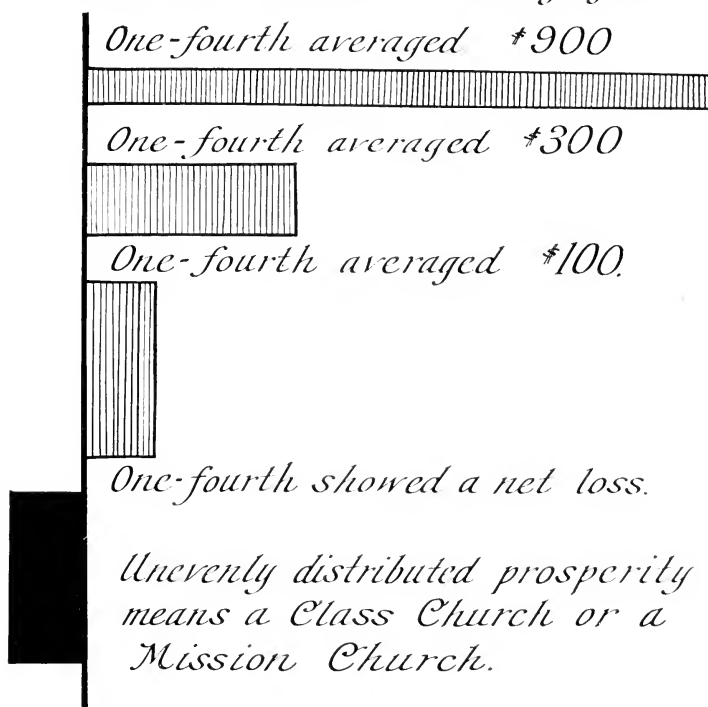 One-fourth averaged $900
One-fourth averaged $300
One-fourth averaged $100.
One-fourth showed a net loss.
Unevenly distributed prosperity
means a Class Church or a
Mission Church.